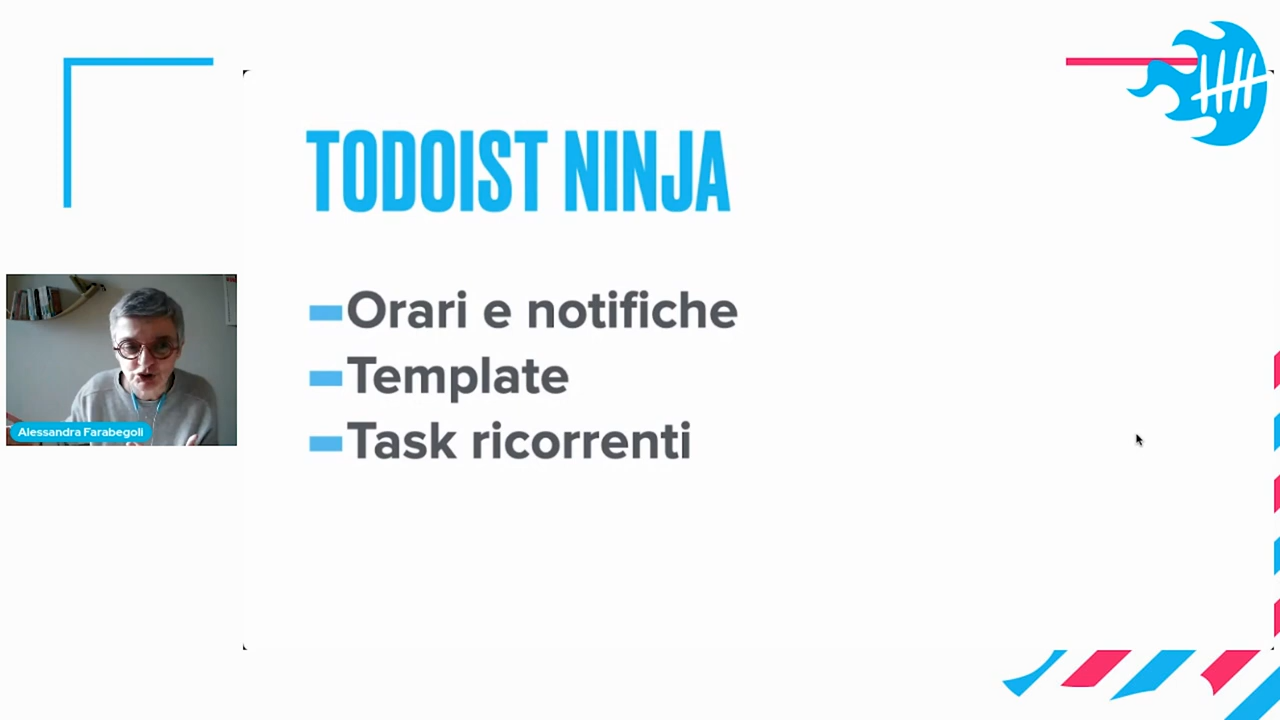 TODOIST NINJA
Orari e notifiche
Template
Task ricorrenti
Alessandra Farabegoli